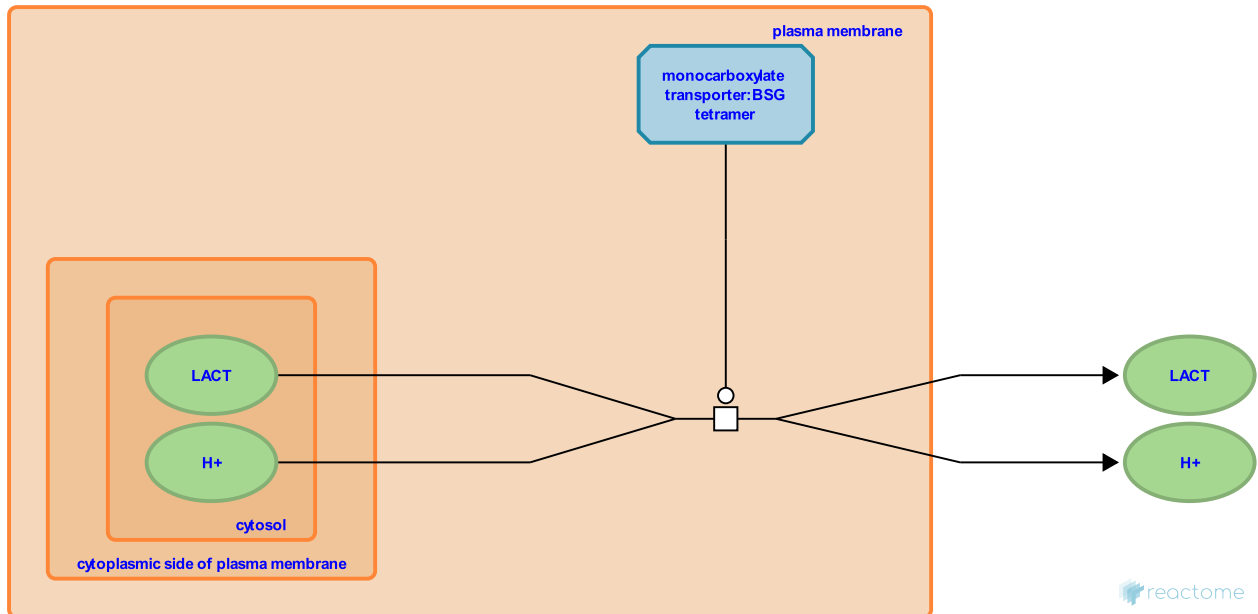 plasma membrane
monocarboxylate
transporter:BSG
tetramer
LACT
LACT
H+
H+
cytosol
cytoplasmic side of plasma membrane
reactome